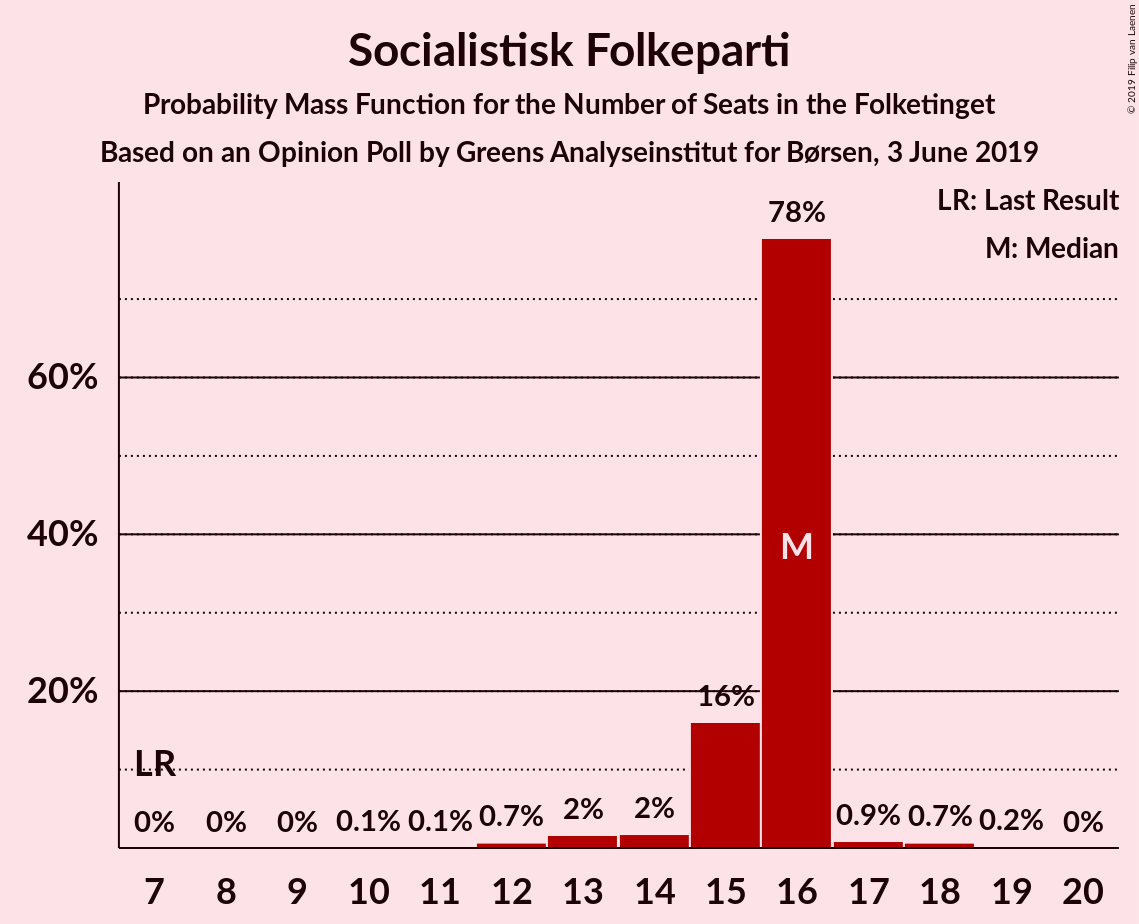 Socialistisk Folkeparti
Probability Mass Function for the Number of Seats in the Folketinget
Based on an Opinion Poll by Greens Analyseinstitut for Børsen, 3 June 2019
© 2019 Filip van Laenen
LR: Last Result
M: Median
78%
60%
40%
M
20%
16%
LR
0% 0% 0% 0.1% 0.1% 0.7% 2% 2% 0.9% 0.7% 0.2% 0%
7 8 9 10 11 12 13 14 15 16 17 18 19 20